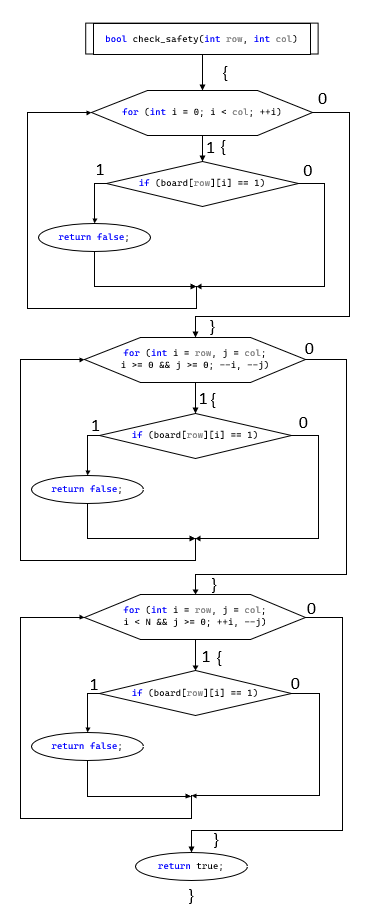 bool check_safety(int row, int col)
{
for (int i = 0; i < col; ++i)
0
1 {
if (board[row][i] == 1)
1
0
return false;
}
for (int i = row, j = col;
i >= 0 && j >= 0; --i, --j)
0
1 {
if (board[row][i] == 1)
1
0
return false;
}
for (int i = row, j = col;
i < N && j >= 0; ++i, --j)
0
1 {
if (board[row][i] == 1)
1
0
return false;
}
return true;
}